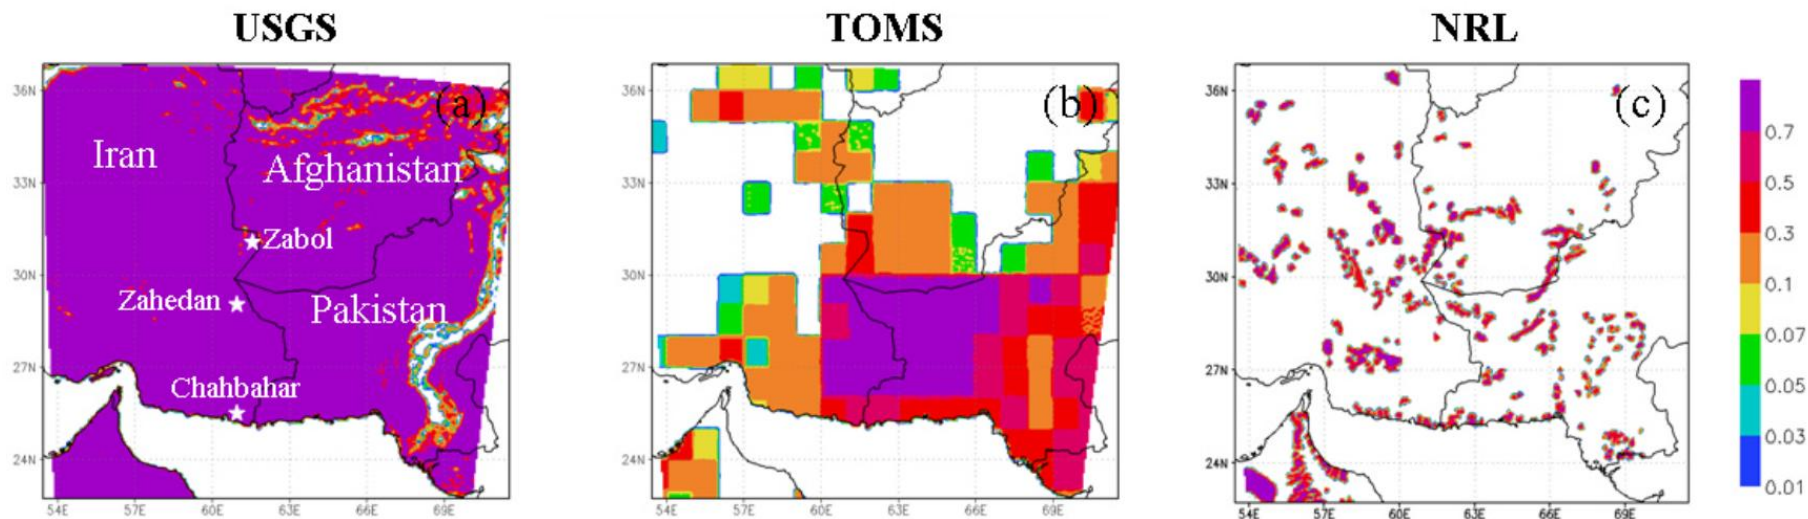 USGS
TOMS
NRL
(a)
(b)
(c)
Iran
Afghanistan
Zabol
Zahedan
Pakistan
Chahbahar
36N
33N
30N
27N
24N
54E
57E
60E
63E
66E
69E
36N
33N
30N
27N
24N
54E
57E
60E
63E
66E
69E
36N
33N
30N
27N
24N
54E
57E
60E
63E
66E
69E
0.7
0.5
0.3
0.1
0.07
0.05
0.03
0.01